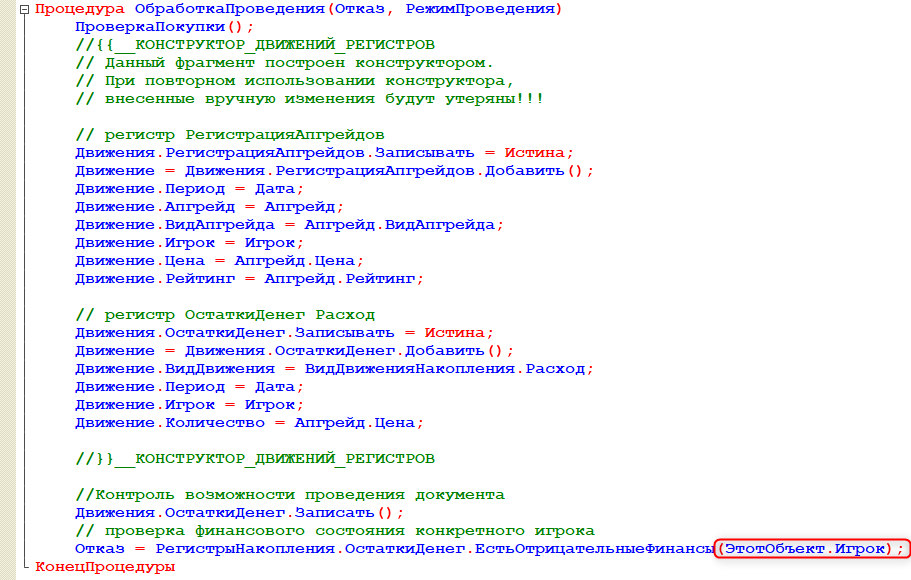 Процедура ОбработкаПроведения(Отказ, РежимПроведения)
ПроверкаПокупки();
//{{__КОНСТРУКТОР_ДВИЖЕНИЙ_РЕГИСТРОВ
// Данный фрагмент построен конструктором.
// При повторном использовании конструктора,
// внесенные вручную изменения будут утеряны!!!
// регистр РегистрацияАпгрейдов
Движения.РегистрацияАпгрейдов.Записывать = Истина;
Движение = Движения.РегистрацияАпгрейдов.Добавить();
Движение.Период = Дата;
Движение.Апгрейд = Апгрейд;
Движение.ВидАпгрейда = Апгрейд.ВидАпгрейда;
Движение.Игрок = Игрок;
Движение.Цена = Апгрейд.Цена;
Движение.Рейтинг = Апгрейд.Рейтинг;
// регистр ОстаткиДенег Расход
Движения.ОстаткиДенег.Записывать = Истина;
Движение = Движения.ОстаткиДенег.Добавить();
Движение.ВидДвижения = ВидДвиженияНакопления.Расход;
Движение.Период = Дата;
Движение.Игрок = Игрок;
Движение.Количество = Апгрейд.Цена;
//}}__КОНСТРУКТОР_ДВИЖЕНИЙ_РЕГИСТРОВ
//Контроль возможности проведения документа
Движения.ОстаткиДенег.Записать();
// проверка финансового состояния конкретного игрока
Отказ = РегистрыНакопления.ОстаткиДенег.ЕстьОтрицательныеФинансы(ЭтотОбъект.Игрок);
КонецПроцедуры